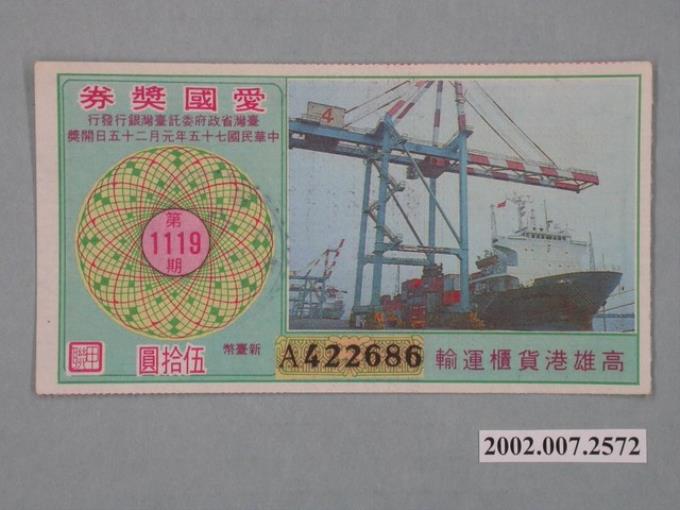 愛國獎券
臺灣省政府委託臺灣銀行發行
中華民國七十五年元月二十五日開獎
第
1119
期
甲聯
伍拾圓
新臺幣
A422686
高雄港貨櫃運輸
4
2002.007.2572